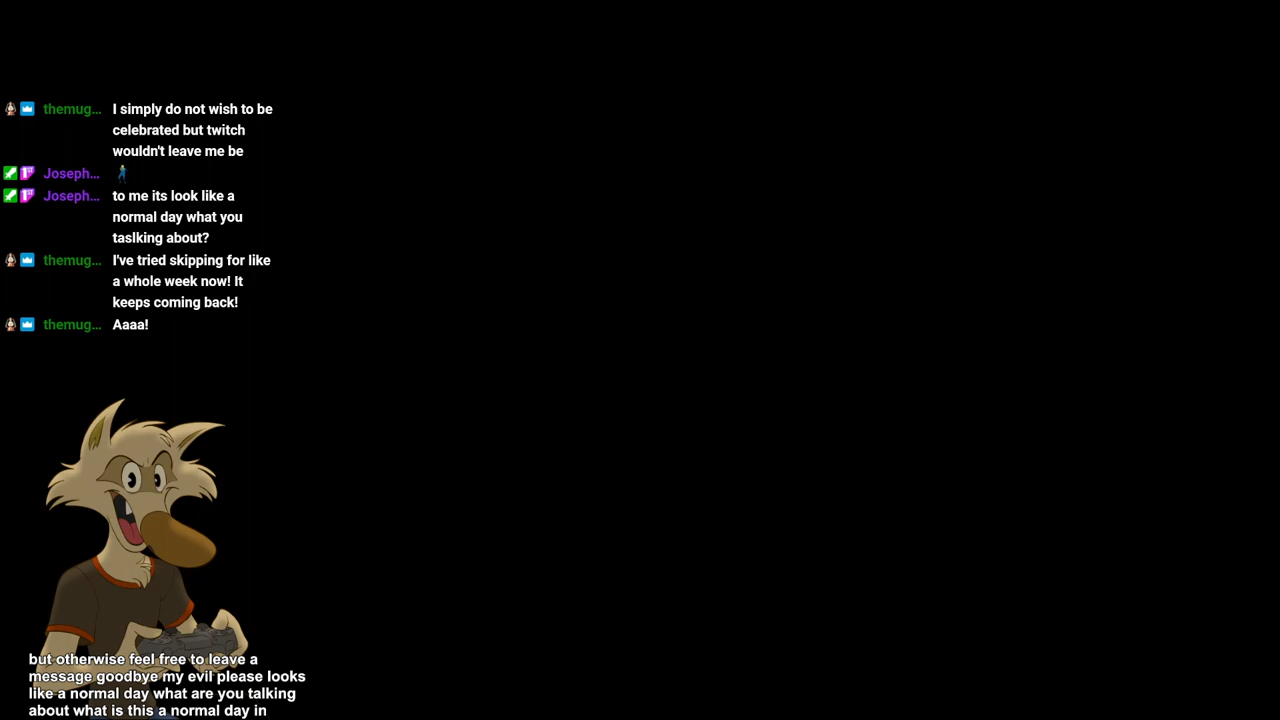 themug... I simply do not wish to be
celebrated but twitch
wouldn't leave me be
Joseph...
Joseph... to me its look like a
normal day what you
taslking about?
themug... I've tried skipping for like
a whole week now! It
keeps coming back!
themug... Aaaa!
but otherwise feel free to leave a
message goodbye my evil please looks
like a normal day what are you talking
about what is this a normal day in